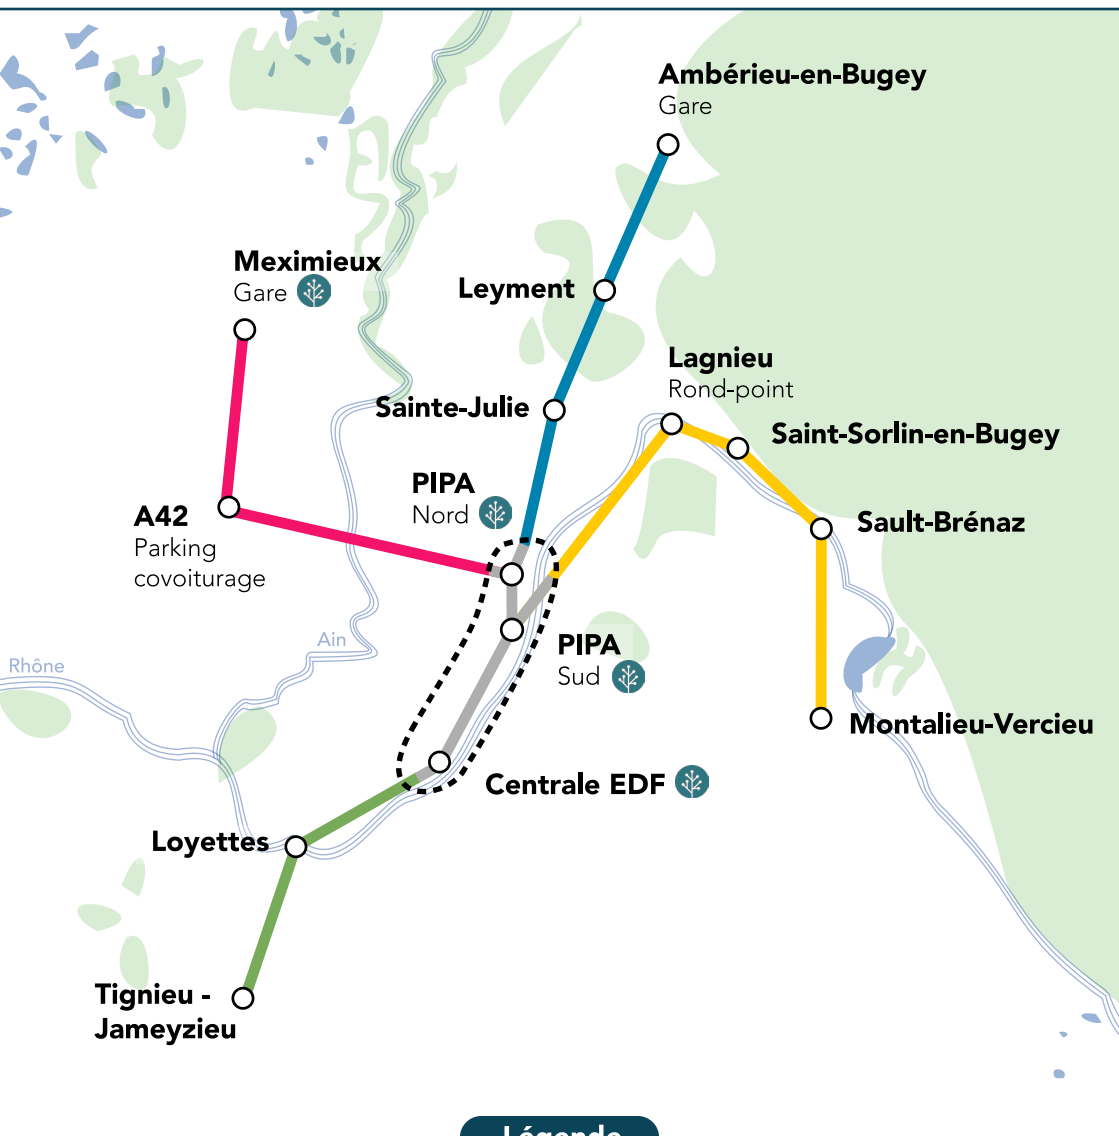 Ambérieu-en-Bugey
Gare
Meximieux
Gare
Leyment
Lagnieu
Rond-point
Sainte-Julie
Saint-Sorlin-en-Bugey
PIPA
Nord
A42
Parking
covoiturage
Sault-Brénaz
Ain
Rhône
PIPA
Sud
Montalieu-Vercieu
Centrale EDF
Loyettes
Tignieu -
Jameyzieu
Légende